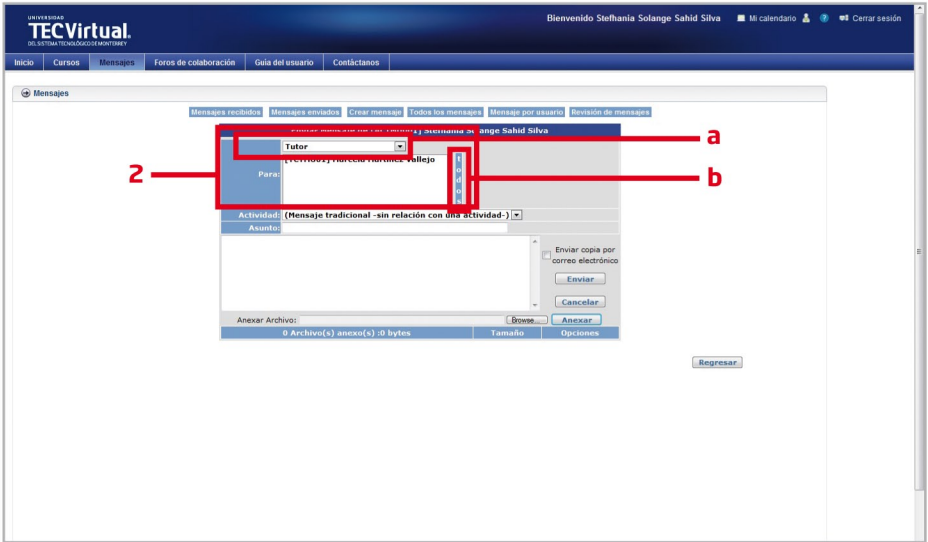 UNIVERSIDAD
TECVirtual.
DEL SISTEMA TECNOLÓGICO DE MONTERREY
Bienvenido Stefhania Solange Sahid Silva Mi calendario ? Cerrar sesión
Inicio Cursos Mensajes Foros de colaboración Guía del usuario Contáctanos
Mensajes
Mensajes recibidos Mensajes enviados Crear mensaje Todos los mensajes Mensaje por usuario Revisión de mensajes
Stefhania Solange Sahid Silva
a
Tutor
Marcela Martínez Vallejo
2
Para:
todos
b
Actividad: (Mensaje tradicional -sin relación con una actividad-)
Asunto:
Enviar copia por
correo electrónico
Enviar
Cancelar
Anexar Archivo: Browse... Anexar
0 Archivo(s) anexo(s) :0 bytes Tamaño Opciones
Regresar